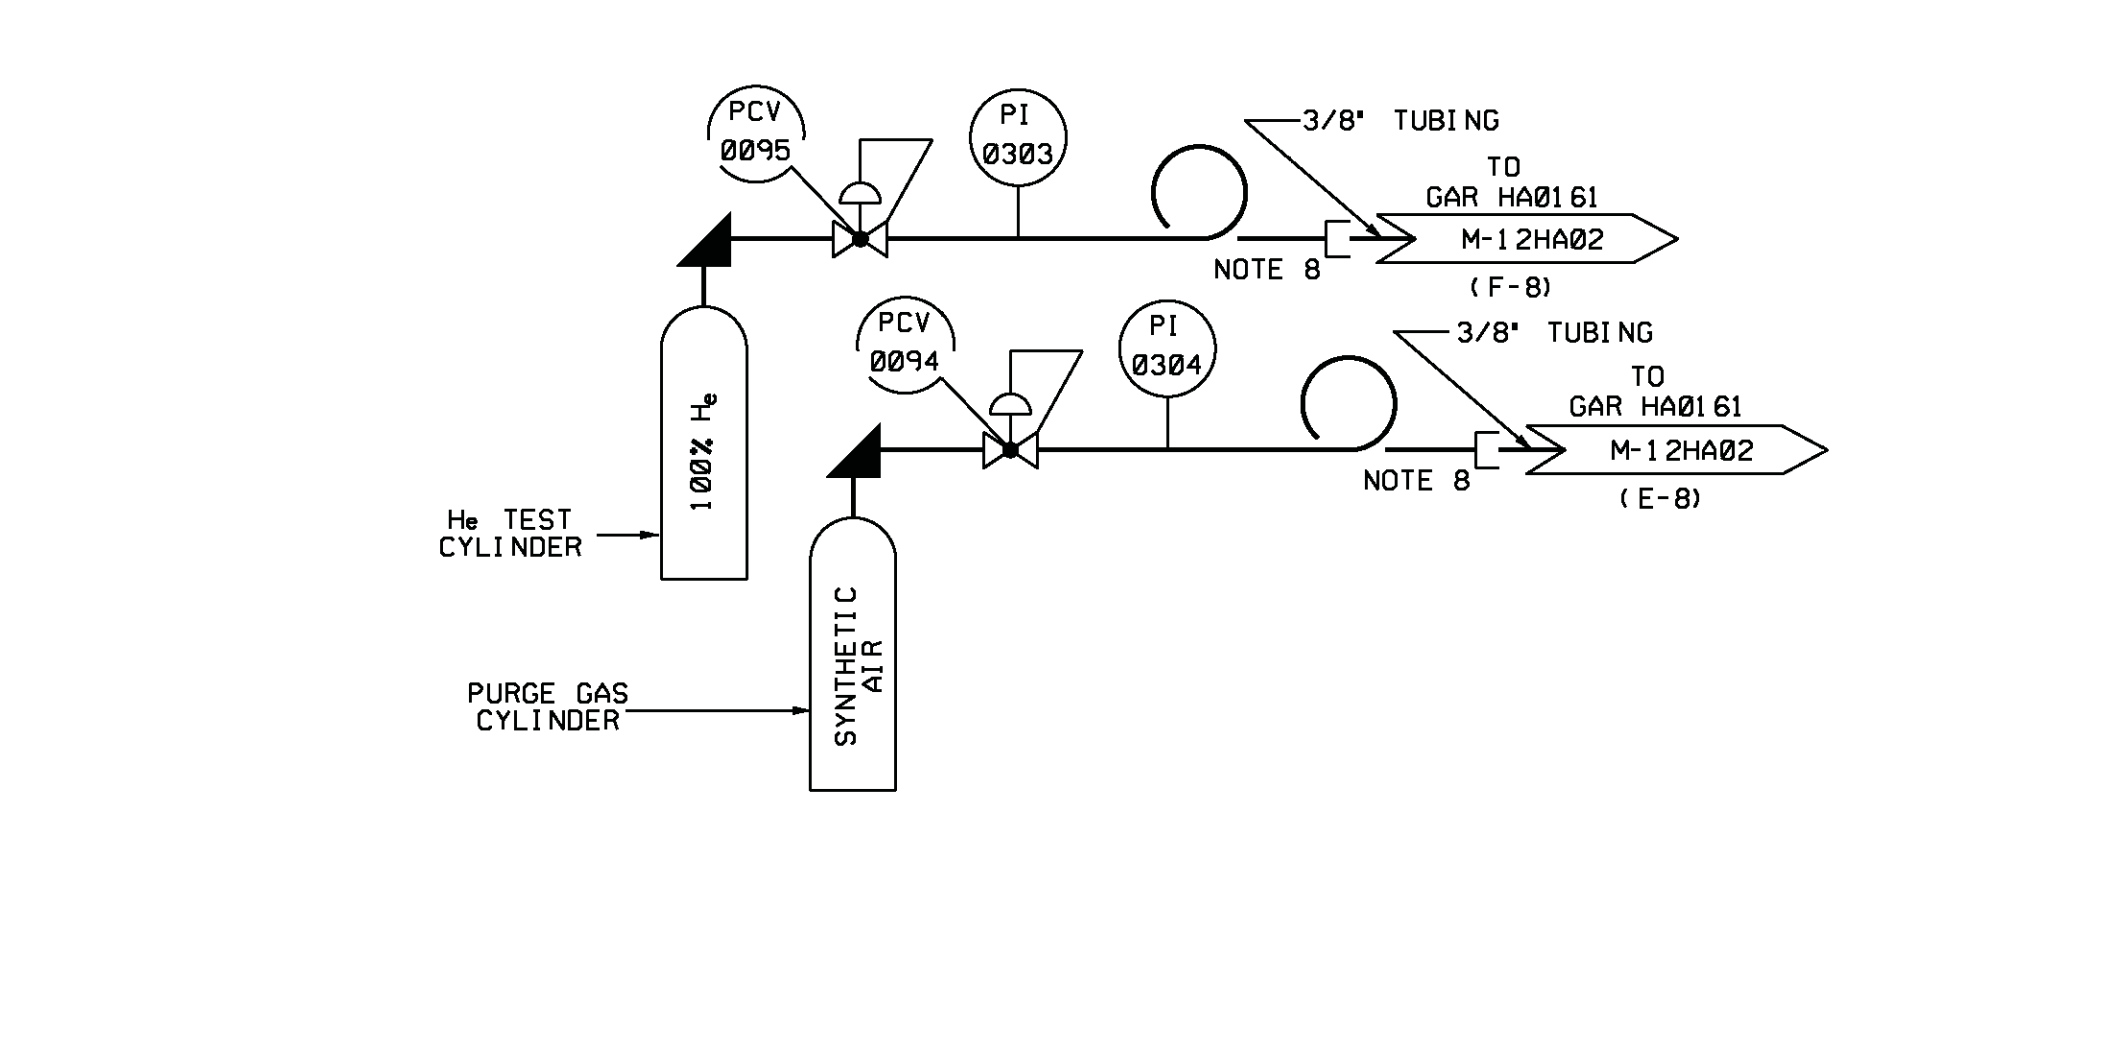 PCV
0095
PI
0303
3/8" TUBING
TO
GAR HA0161
M-12HA02
(F-8)
NOTE 8
PCV
0094
PI
0304
3/8" TUBING
TO
GAR HA0161
M-12HA02
(E-8)
NOTE 8
100% He
He TEST
CYLINDER
SYNTHETIC
AIR
PURGE GAS
CYLINDER